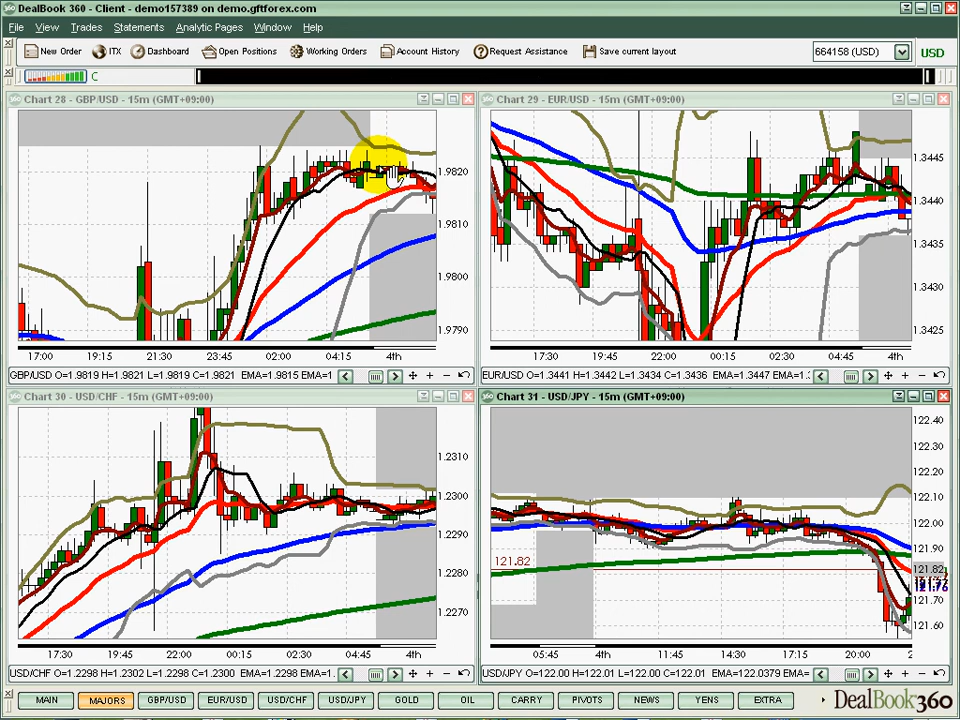 DealBook 360 - Client - demo157389 on demo.gftforex.com
File View Trades Statements Analytic Pages Window Help
New Order ITX Dashboard Open Positions Working Orders Account History Request Assistance Save current layout 664158 (USD) USD
C
Chart 28 - GBP/USD - 15m (GMT+09:00)
1.9820
1.9810
1.9800
1.9790
17:00 19:15 21:30 23:45 02:00 04:15 4th
GBP/USD O=1.9819 H=1.9821 L=1.9819 C=1.9821 EMA=1.9815 EMA=1
Chart 29 - EUR/USD - 15m (GMT+09:00)
1.3445
1.3440
1.3435
1.3430
1.3425
17:30 19:45 22:00 00:15 02:30 04:45 4th
EUR/USD O=1.3441 H=1.3442 L=1.3434 C=1.3436 EMA=1.3447 EMA=1.
Chart 30 - USD/CHF - 15m (GMT+09:00)
1.2310
1.2300
1.2290
1.2280
1.2270
17:30 19:45 22:00 00:15 02:30 04:45 4th
USD/CHF O=1.2298 H=1.2302 L=1.2298 C=1.2300 EMA=1.2298 EMA=1.
Chart 31 - USD/JPY - 15m (GMT+09:00)
122.40
122.30
122.20
122.10
122.00
121.90
121.82
121.82
121.76
121.70
121.60
05:45 4th 11:45 14:30 17:15 20:00 2
USD/JPY O=122.00 H=122.01 L=122.00 C=122.01 EMA=122.0379 EMA=
MAIN MAJORS GBP/USD EUR/USD USD/CHF USD/JPY GOLD OIL CARRY PIVOTS NEWS YENS EXTRA DealBook360